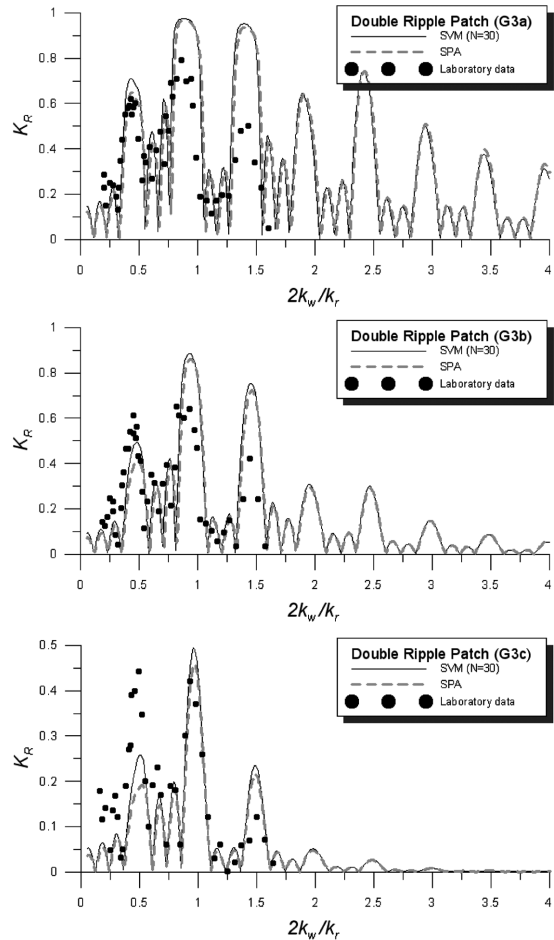 Double Ripple Patch (G3a)
SVM (N=30)
SPA
Laboratory data
1
0.8
0.6
0.4
0.2
0
K_R
0.5 1 1.5 2 2.5 3 3.5 4
2k_w/k_r
Double Ripple Patch (G3b)
SVM (N=30)
SPA
Laboratory data
1
0.8
0.6
0.4
0.2
0
K_R
0.5 1 1.5 2 2.5 3 3.5 4
2k_w/k_r
Double Ripple Patch (G3c)
SVM (N=30)
SPA
Laboratory data
0.5
0.4
0.3
0.2
0.1
0
K_R
0.5 1 1.5 2 2.5 3 3.5 4
2k_w/k_r